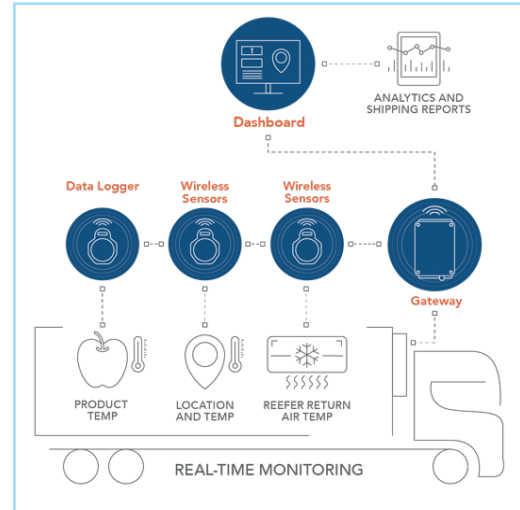 Dashboard
ANALYTICS AND
SHIPPING REPORTS
Data Logger
Wireless
Sensors
Wireless
Sensors
Gateway
PRODUCT
TEMP
LOCATION
AND TEMP
REEFER RETURN
AIR TEMP
REAL-TIME MONITORING